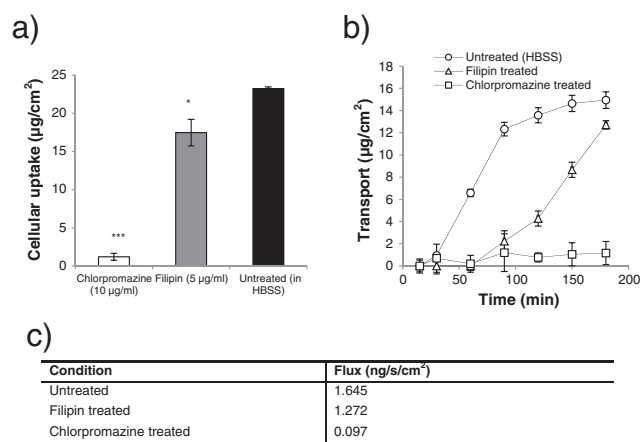 a)
Cellular uptake (µg/cm²)
25
20
15
10
5
0
***
*
Chlorpromazine (10 µg/ml)
Filipin (5 µg/ml)
Untreated (in HBSS)
b)
Untreated (HBSS)
Filipin treated
Chlorpromazine treated
Transport (µg/cm²)
18
16
14
12
10
8
6
4
2
0
0 50 100 150 200
Time (min)
c)
Condition Flux (ng/s/cm²)
Untreated 1.645
Filipin treated 1.272
Chlorpromazine treated 0.097